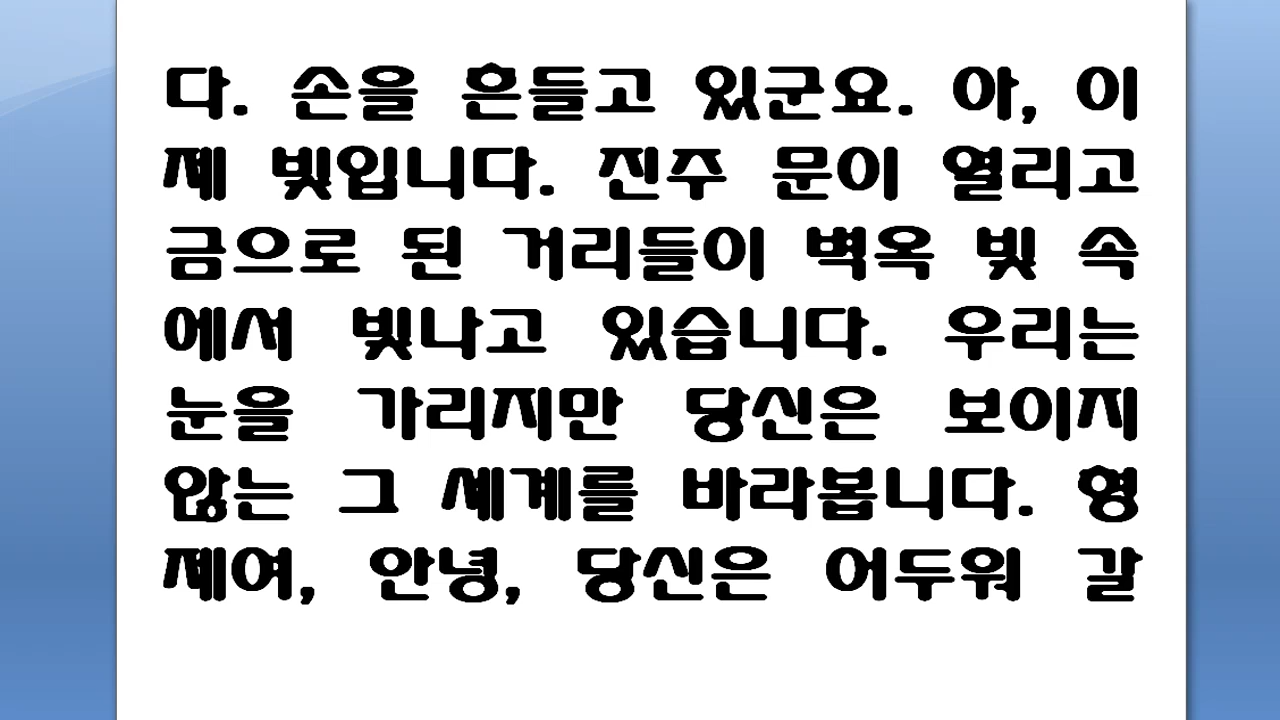 다. 손을 흔들고 있군요. 아, 이
제 빛입니다. 진주 문이 열리고
금으로 된 거리들이 벽옥 빛 속
에서 빛나고 있습니다. 우리는
눈을 가리지만 당신은 보이지
않는 그 세계를 바라봅니다. 형
제여, 안녕, 당신은 어두워 갈